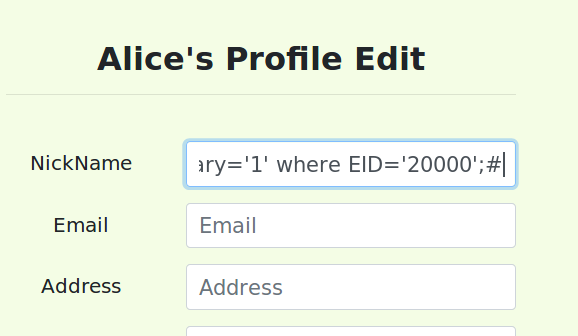 Alice's Profile Edit
NickName
ary='1' where EID='20000';#
Email
Email
Address
Address